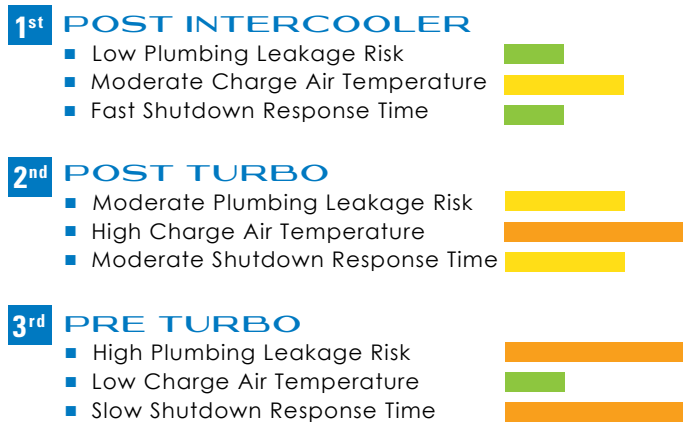 1st POST INTERCOOLER
Low Plumbing Leakage Risk
Moderate Charge Air Temperature
Fast Shutdown Response Time
2nd POST TURBO
Moderate Plumbing Leakage Risk
High Charge Air Temperature
Moderate Shutdown Response Time
3rd PRE TURBO
High Plumbing Leakage Risk
Low Charge Air Temperature
Slow Shutdown Response Time